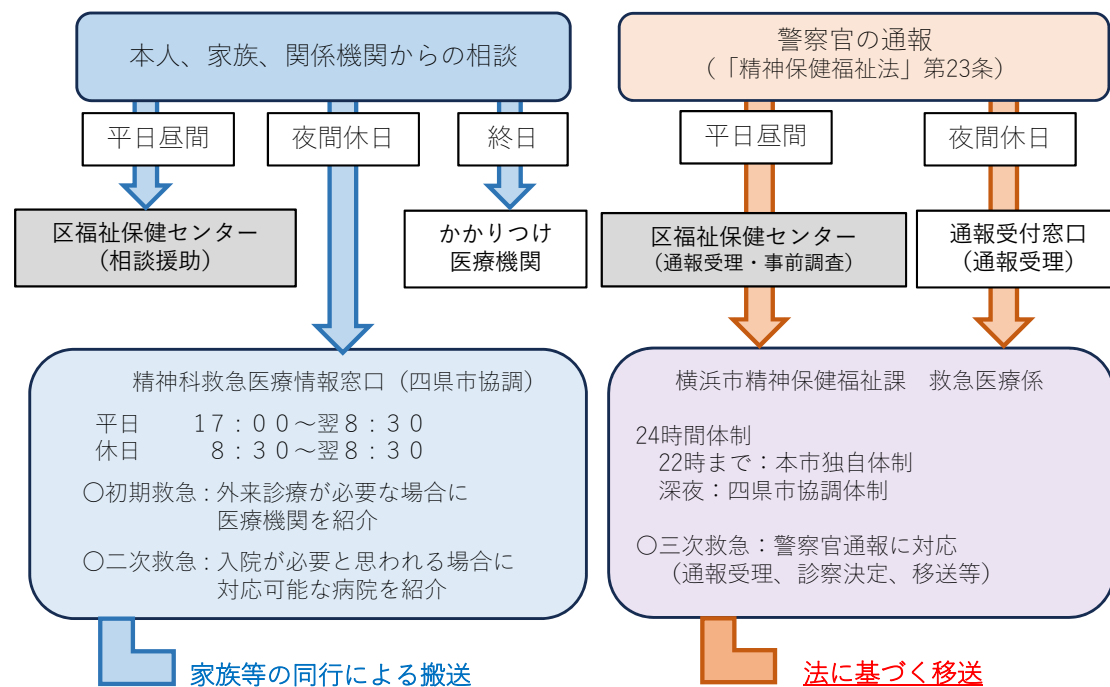 本人、家族、関係機関からの相談
平日昼間
夜間休日
終日
区福祉保健センター
(相談援助)
かかりつけ
医療機関
精神科救急医療情報窓口(四県市協調)
平日　　17：00～翌8：30
休日　　 8：30～翌8：30
〇初期救急：外来診療が必要な場合に
医療機関を紹介
〇二次救急：入院が必要と思われる場合に
対応可能な病院を紹介
家族等の同行による搬送
警察官の通報
(「精神保健福祉法」第23条)
平日昼間
夜間休日
区福祉保健センター
(通報受理・事前調査)
通報受付窓口
(通報受理)
横浜市精神保健福祉課　救急医療係
24時間体制
22時まで：本市独自体制
深夜：四県市協調体制
〇三次救急：警察官通報に対応
(通報受理、診察決定、移送等)
法に基づく移送